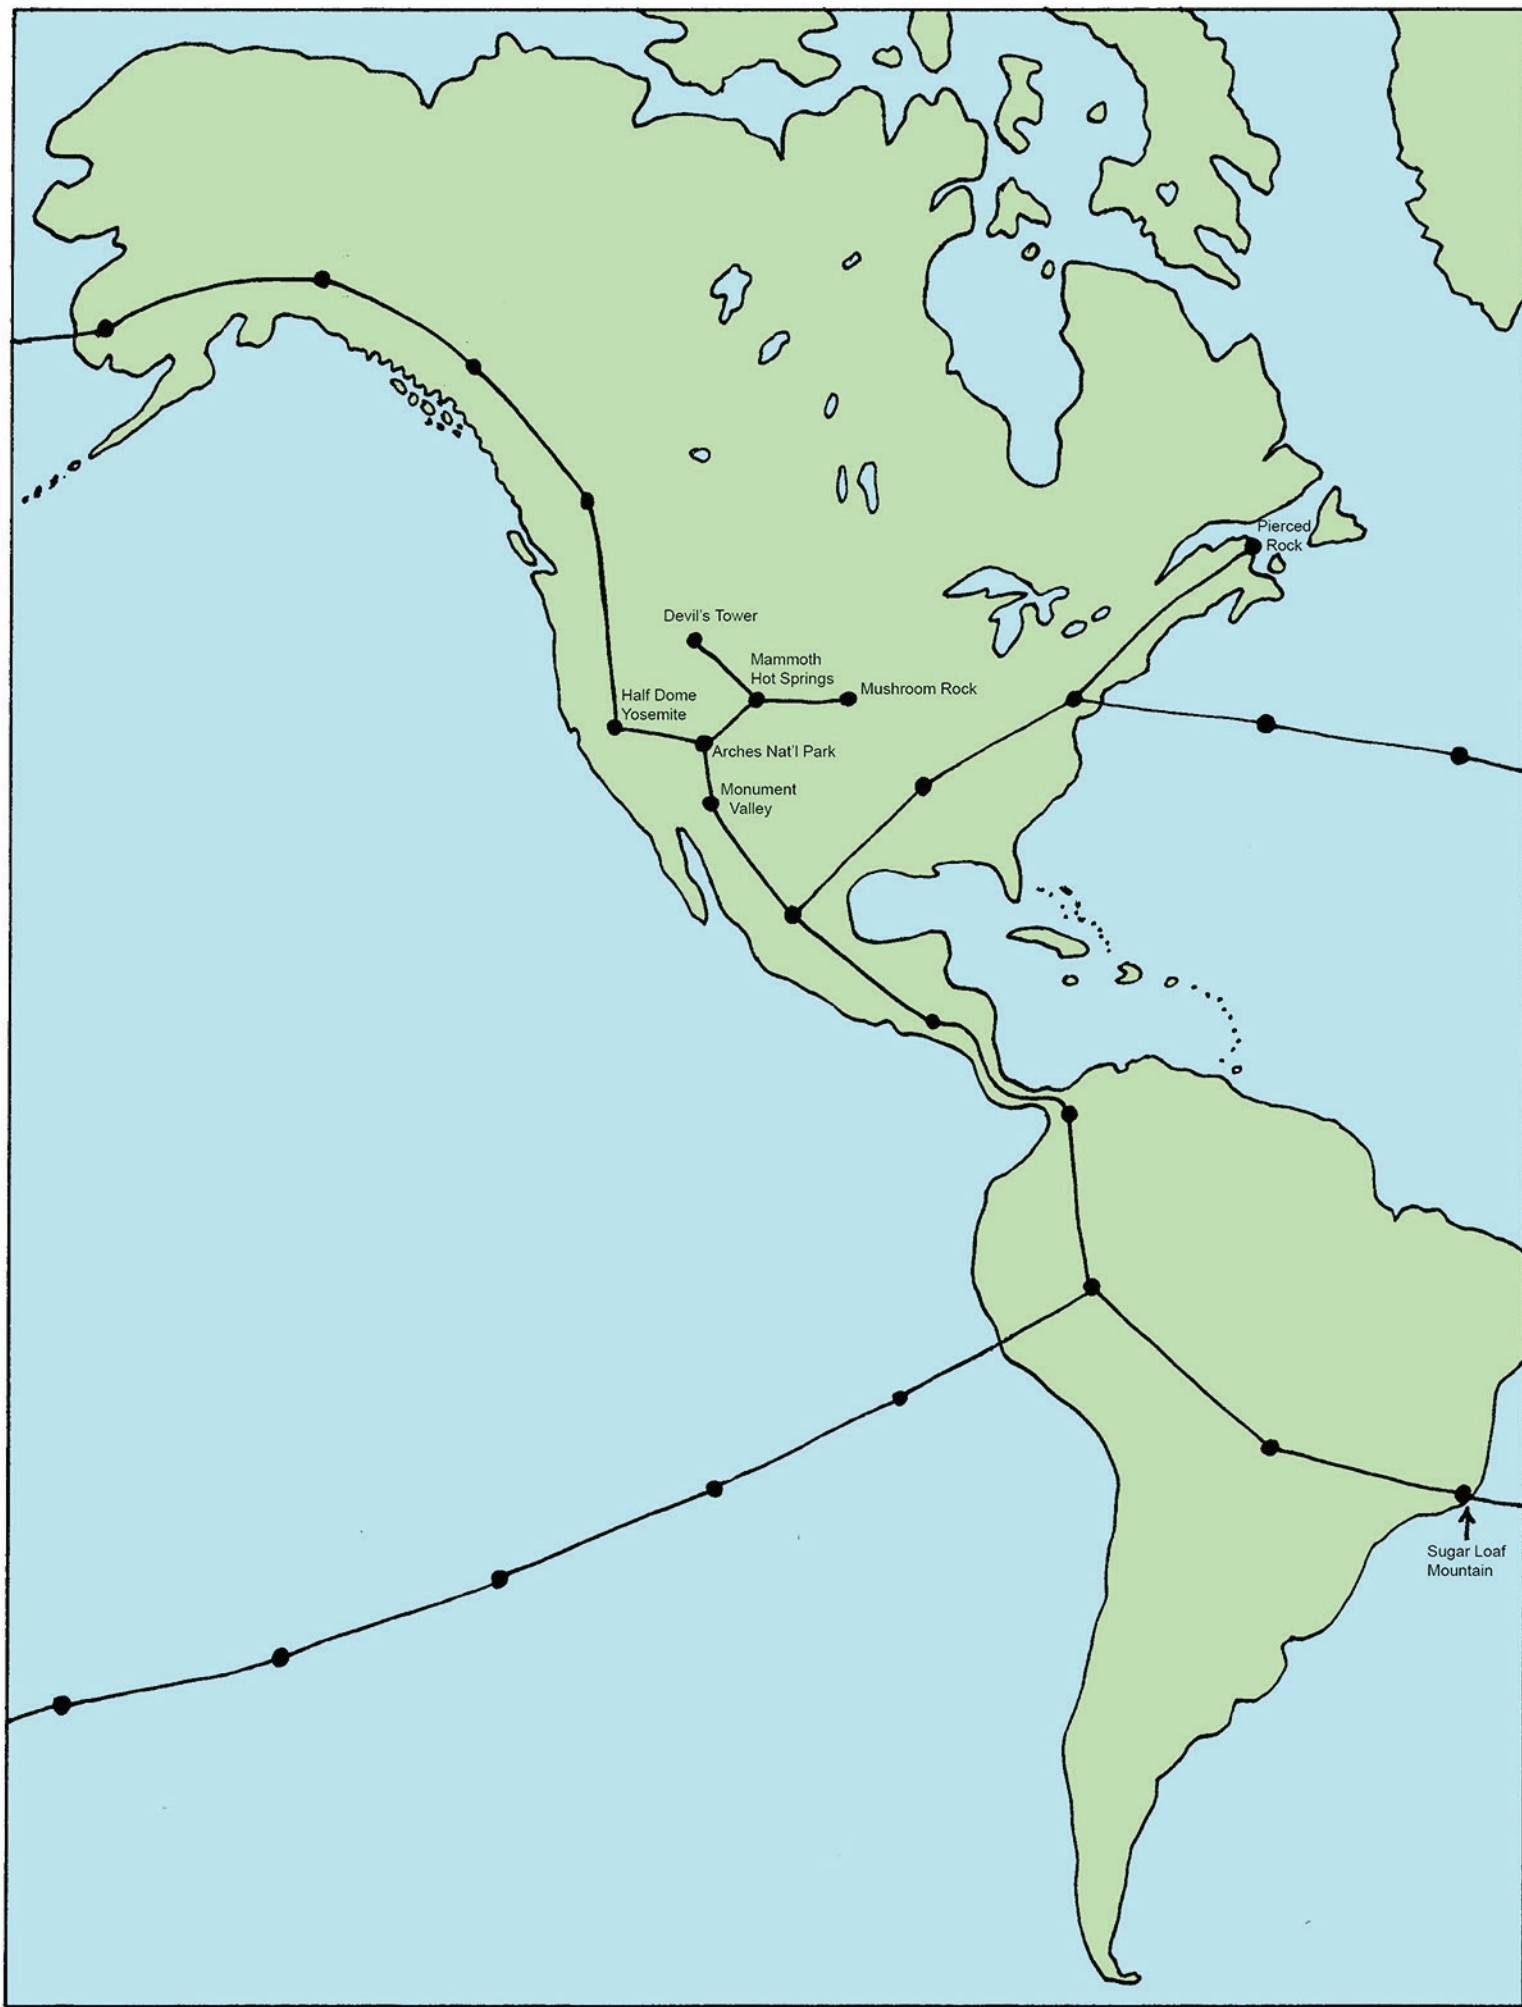 Pierced
Rock
Devil's Tower
Mammoth
Hot Springs
Mushroom Rock
Half Dome
Yosemite
Arches Nat'l Park
Monument
Valley
Sugar Loaf
Mountain